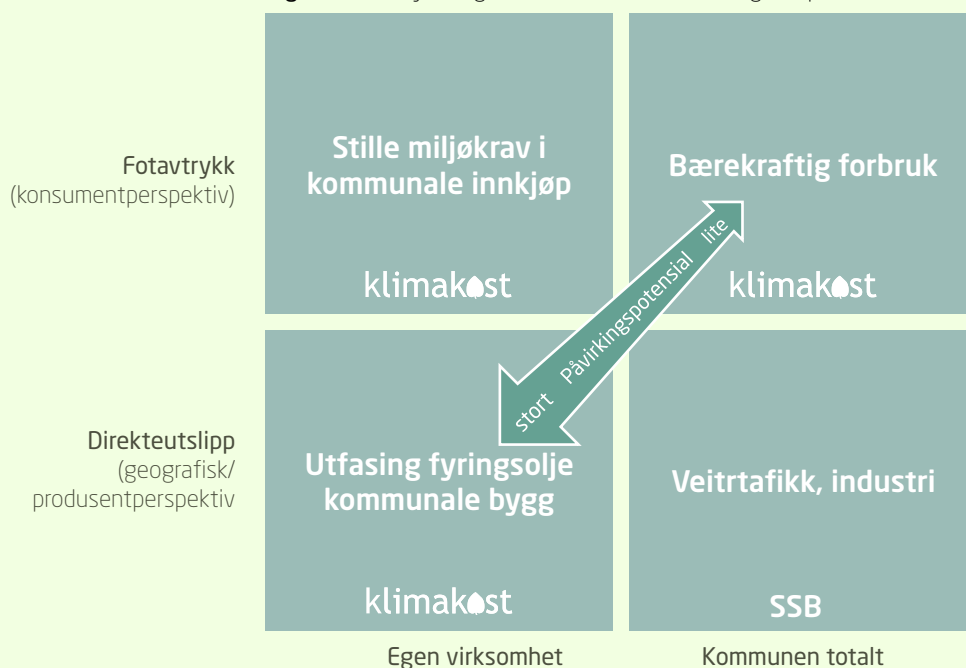 Fotavtrykk
(konsumentperspektiv)
Stille miljøkrav i
kommunale innkjøp
klimakost
Bærekraftig forbruk
klimakost
stort Påvirkingspotensial lite
Direkteutslipp
(geografisk/
produsentperspektiv
Utfasing fyringsolje
kommunale bygg
klimakost
Veitrtafikk, industri
SSB
Egen virksomhet
Kommunen totalt